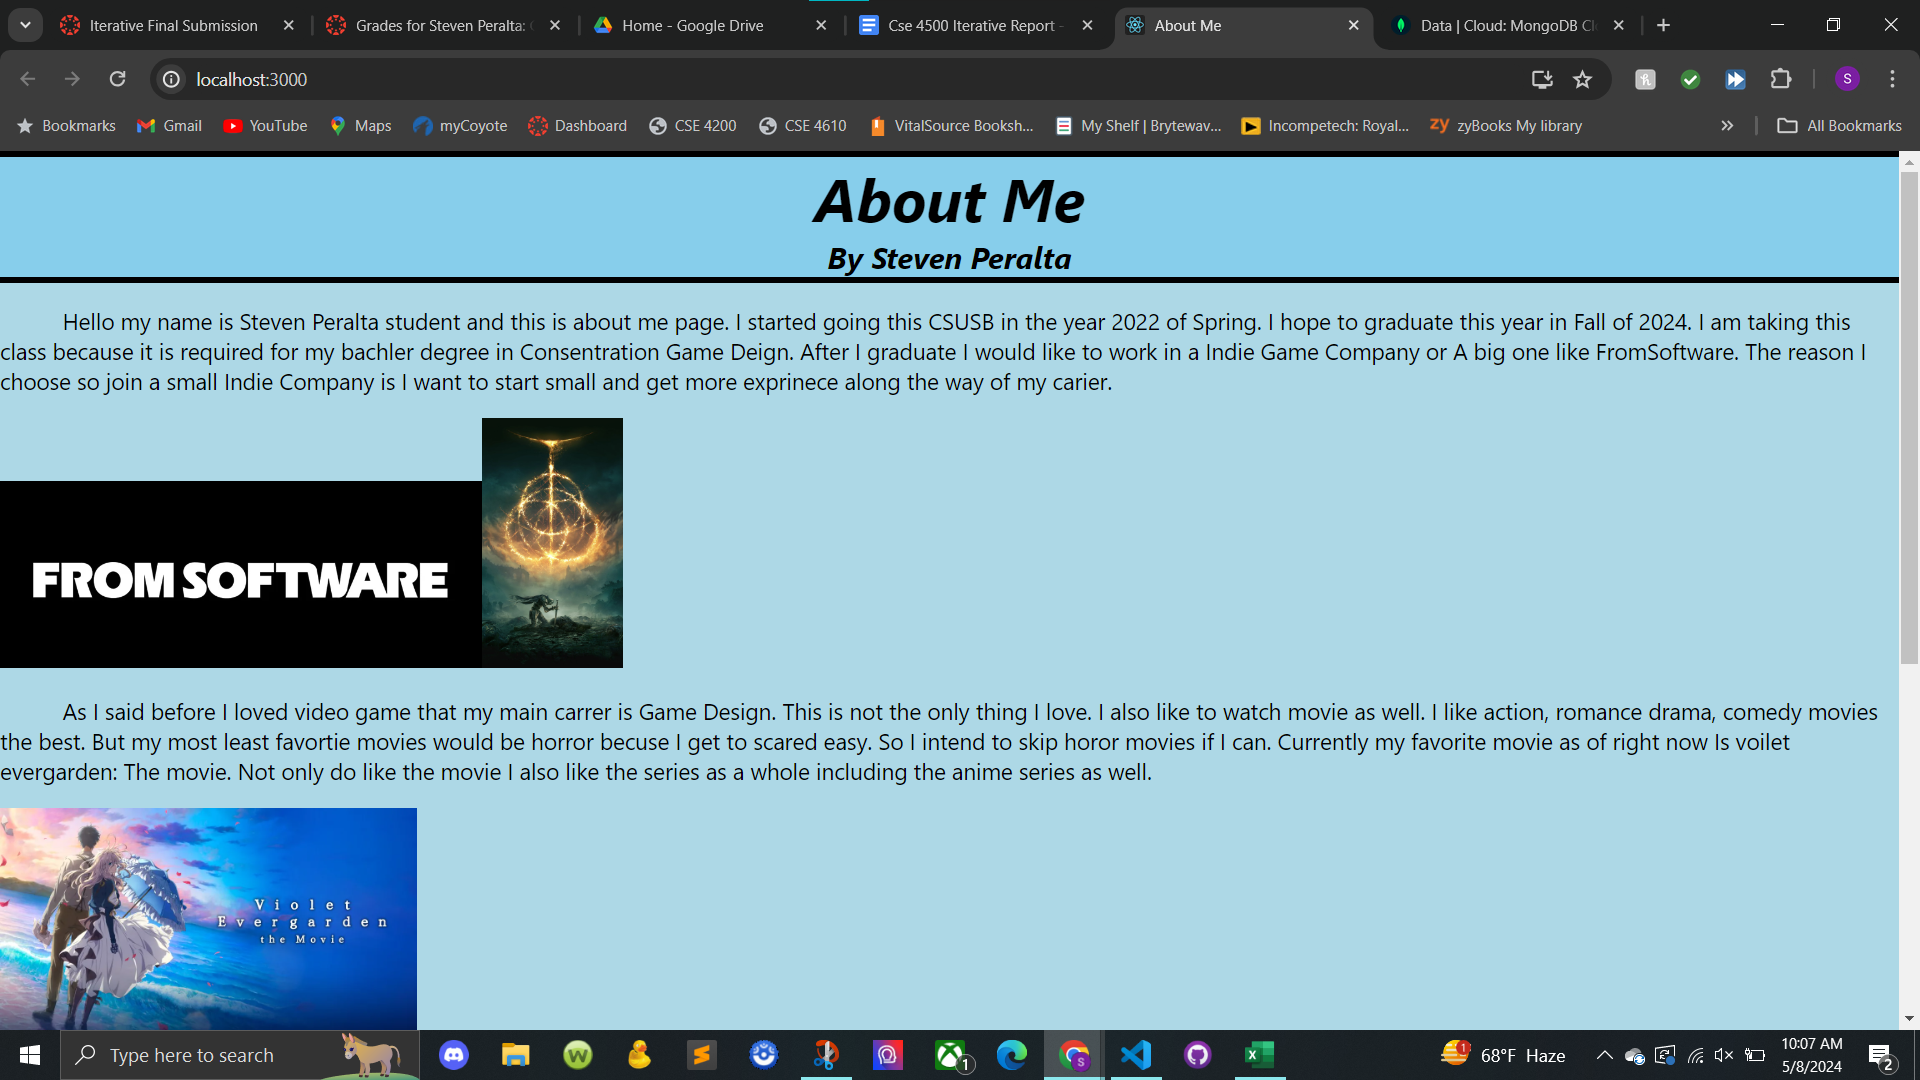 Iterative Final Submission
Grades for Steven Peralta:
Home - Google Drive
Cse 4500 Iterative Report -
About Me
Data | Cloud: MongoDB Cl
localhost:3000
S
Bookmarks
Gmail
YouTube
Maps
myCoyote
Dashboard
CSE 4200
CSE 4610
VitalSource Booksh...
My Shelf | Brytewav...
Incompetech: Royal...
zy zyBooks My library
All Bookmarks
About Me
By Steven Peralta
Hello my name is Steven Peralta student and this is about me page. I started going this CSUSB in the year 2022 of Spring. I hope to graduate this year in Fall of 2024. I am taking this
class because it is required for my bachler degree in Consentration Game Deign. After I graduate I would like to work in a Indie Game Company or A big one like FromSoftware. The reason I
choose so join a small Indie Company is I want to start small and get more exprinece along the way of my carier.
FROM SOFTWARE
As I said before I loved video game that my main carrer is Game Design. This is not the only thing I love. I also like to watch movie as well. I like action, romance drama, comedy movies
the best. But my most least favortie movies would be horror becuse I get to scared easy. So I intend to skip horor movies if I can. Currently my favorite movie as of right now Is voilet
evergarden: The movie. Not only do like the movie I also like the series as a whole including the anime series as well.
Violet
Evergarden
the Movie
Type here to search
1
S
1
68°F Haze
10:07 AM
5/8/2024
2